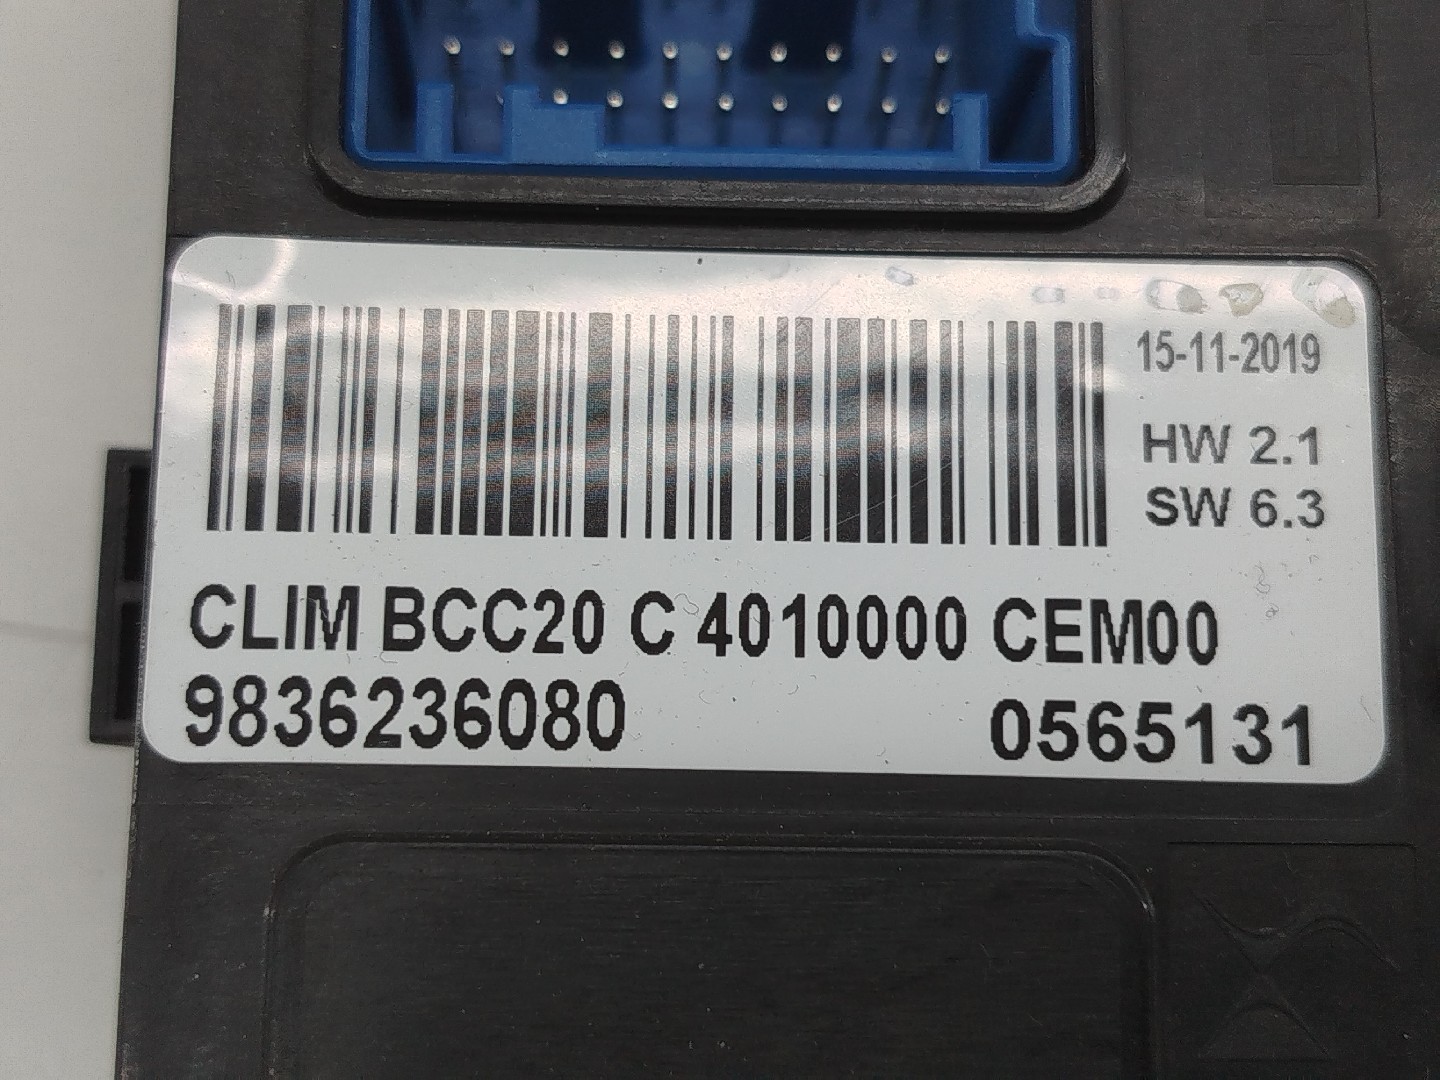 15-11-2019
HW 2.1
SW 6.3
CLIM BCC20 C 4010000 CEM00
9836236080 0565131